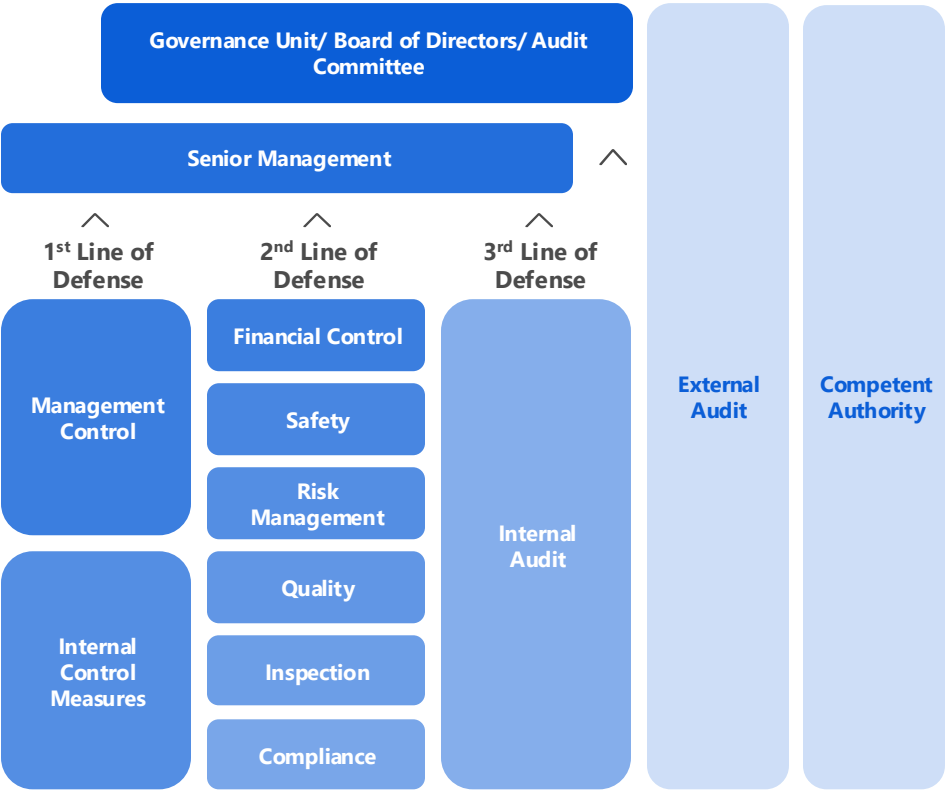 Governance Unit/ Board of Directors/ Audit
Committee
Senior Management
1st Line of
Defense
2nd Line of
Defense
3rd Line of
Defense
Management
Control
Internal
Control
Measures
Financial Control
Safety
Risk
Management
Quality
Inspection
Compliance
Internal
Audit
External
Audit
Competent
Authority